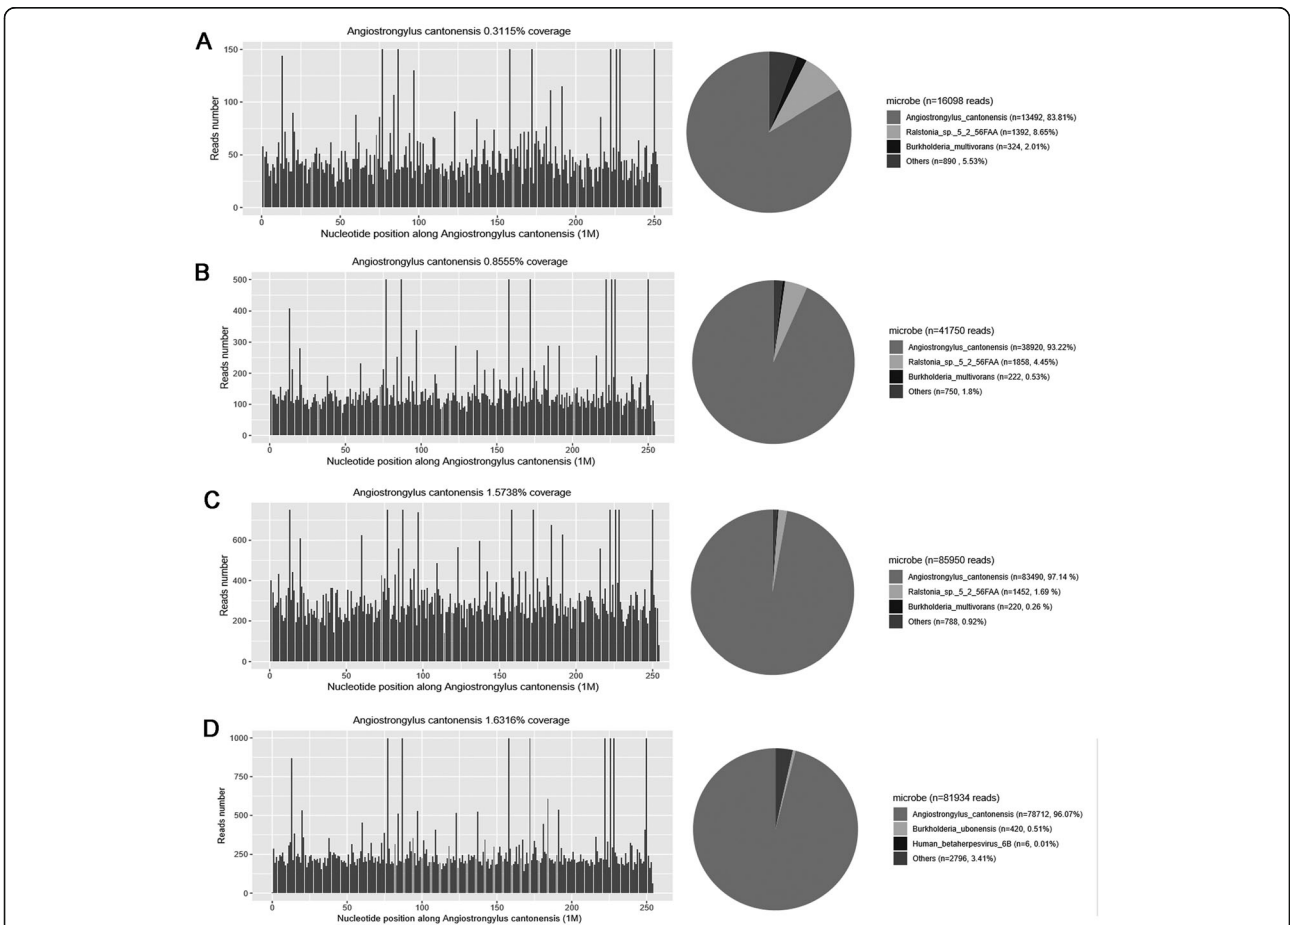 A
Angiostrongylus cantonensis 0.3115% coverage
150
100
50
0
Reads number
0 50 100 150 200 250
Nucleotide position along Angiostrongylus cantonensis (1M)
microbe (n=16098 reads)
Angiostrongylus_cantonensis (n=13492, 83.81%)
Ralstonia_sp._5_2_56FAA (n=1392, 8.65%)
Burkholderia_multivorans (n=324, 2.01%)
Others (n=890 , 5.53%)
B
Angiostrongylus cantonensis 0.8555% coverage
500
400
300
200
100
0
Reads number
0 50 100 150 200 250
Nucleotide position along Angiostrongylus cantonensis (1M)
microbe (n=41750 reads)
Angiostrongylus_cantonensis (n=38920, 93.22%)
Ralstonia_sp._5_2_56FAA (n=1858, 4.45%)
Burkholderia_multivorans (n=222, 0.53%)
Others (n=750, 1.8%)
C
Angiostrongylus cantonensis 1.5738% coverage
600
400
200
0
Reads number
0 50 100 150 200 250
Nucleotide position along Angiostrongylus cantonensis (1M)
microbe (n=85950 reads)
Angiostrongylus_cantonensis (n=83490, 97.14 %)
Ralstonia_sp._5_2_56FAA (n=1452, 1.69 %)
Burkholderia_multivorans (n=220, 0.26 %)
Others (n=788, 0.92%)
D
Angiostrongylus cantonensis 1.6316% coverage
1000
750
500
250
0
Reads number
0 50 100 150 200 250
Nucleotide position along Angiostrongylus cantonensis (1M)
microbe (n=81934 reads)
Angiostrongylus_cantonensis (n=78712, 96.07%)
Burkholderia_ubonensis (n=420, 0.51%)
Human_betaherpesvirus_6B (n=6, 0.01%)
Others (n=2796, 3.41%)